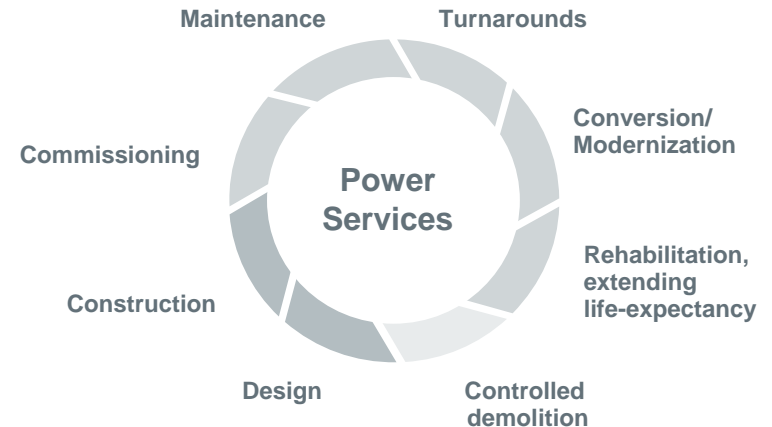 Maintenance
Turnarounds
Conversion/
Modernization
Commissioning
Power
Services
Rehabilitation,
extending
life-expectancy
Construction
Design
Controlled
demolition